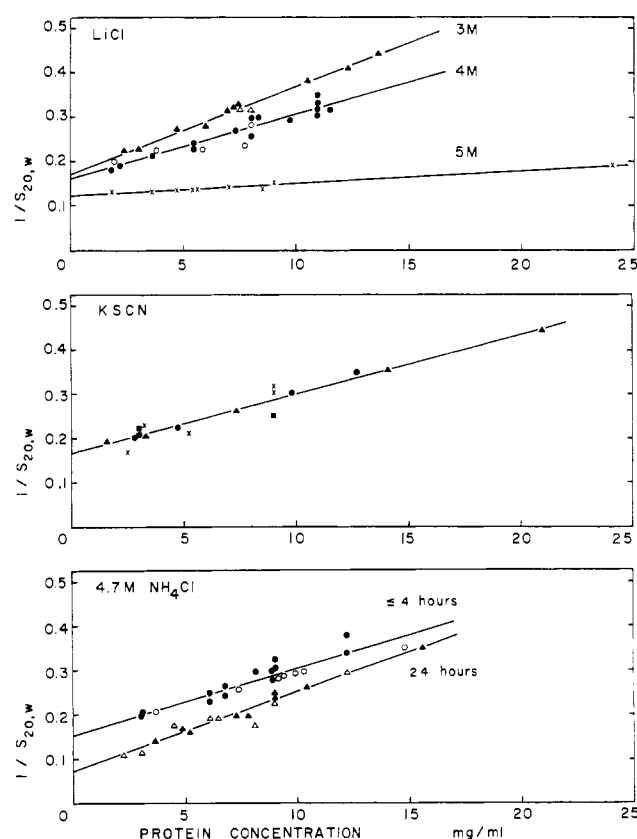 0.5
LiCl
3M
0.4
4M
0.3
0.2
5M
0.1
1/S20,w
0 5 10 15 20 25
0.5
KSCN
0.4
0.3
0.2
0.1
1/S20,w
0 5 10 15 20 25
0.5
4.7M NH4Cl
≤ 4 hours
0.4
0.3
24 hours
0.2
0.1
1/S20,w
0 5 10 15 20 25
PROTEIN CONCENTRATION mg/ml